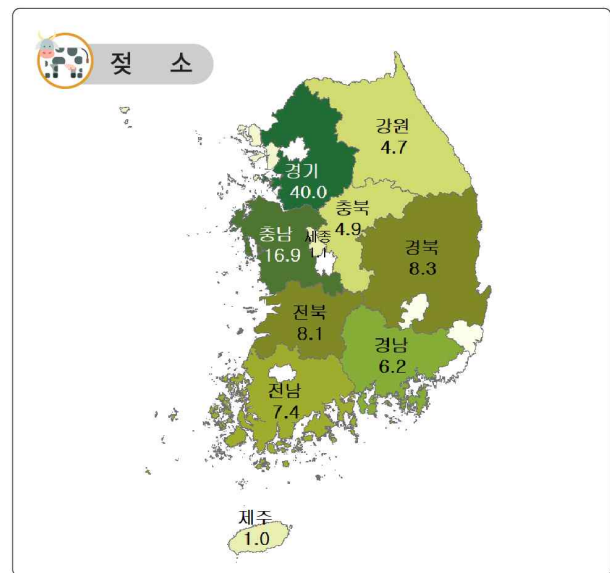 젖 소
강원
4.7
경기
40.0
충북
4.9
세종
1.1
충남
16.9
경북
8.3
전북
8.1
경남
6.2
전남
7.4
제주
1.0